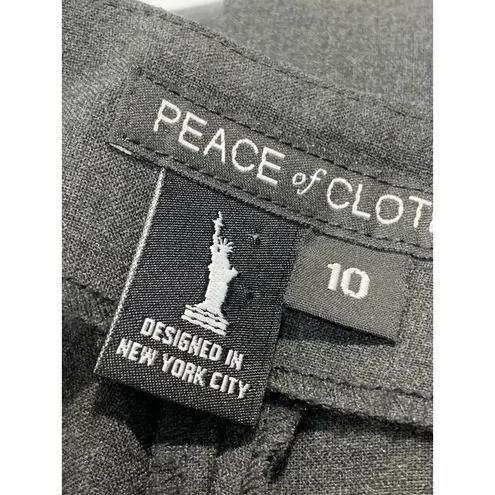 PEACE of CLOT
10
DESIGNED IN
NEW YORK CITY